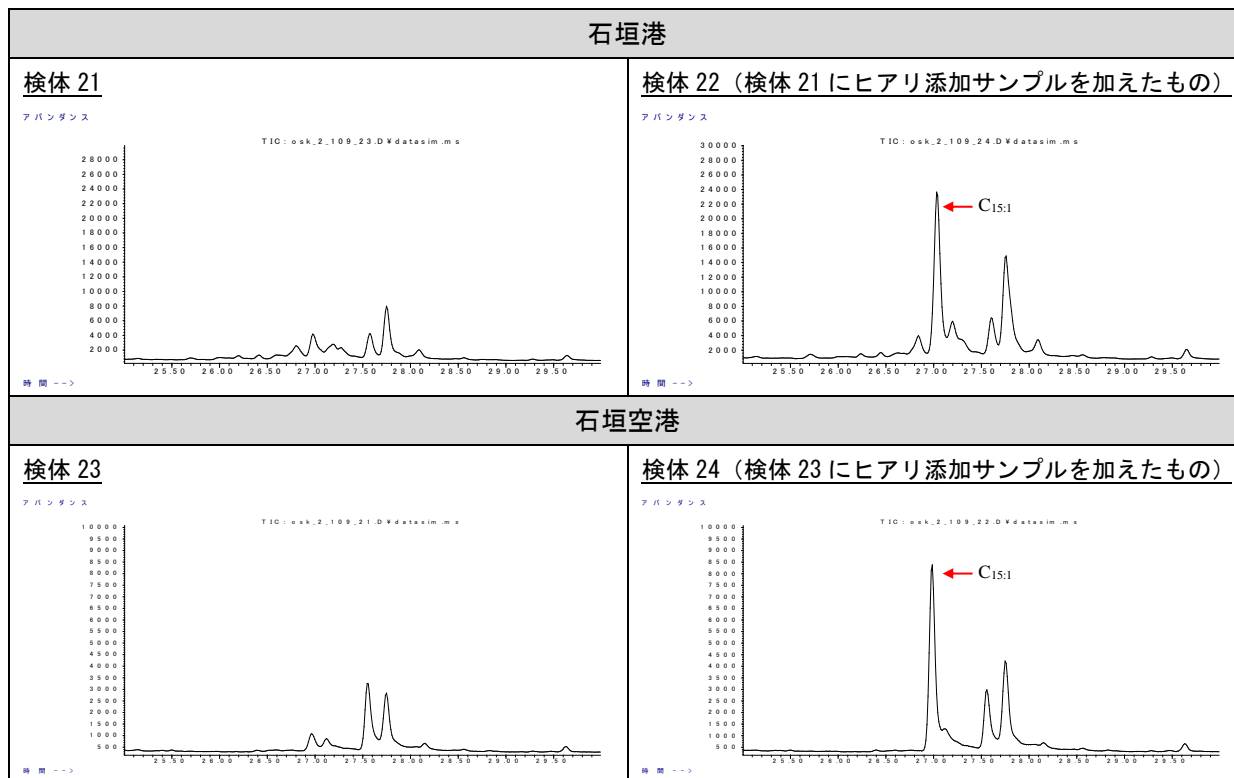 石垣港
検体 21
アバンダンス
TIC: osk_2_109_23.D¥datasim.ms
28000
26000
24000
22000
20000
18000
16000
14000
12000
10000
8000
6000
4000
2000
25.50 26.00 26.50 27.00 27.50 28.00 28.50 29.00 29.50
時間-->
検体 22（検体 21 にヒアリ添加サンプルを加えたもの）
アバンダンス
TIC: osk_2_109_24.D¥datasim.ms
30000
28000
26000
24000
22000
20000
18000
16000
14000
12000
10000
8000
6000
4000
2000
C15:1
25.50 26.00 26.50 27.00 27.50 28.00 28.50 29.00 29.50
時間-->
石垣空港
検体 23
アバンダンス
TIC: osk_2_109_21.D¥datasim.ms
10000
9500
9000
8500
8000
7500
7000
6500
6000
5500
5000
4500
4000
3500
3000
2500
2000
1500
1000
500
25.50 26.00 26.50 27.00 27.50 28.00 28.50 29.00 29.50
時間-->
検体 24（検体 23 にヒアリ添加サンプルを加えたもの）
アバンダンス
TIC: osk_2_109_22.D¥datasim.ms
10000
9500
9000
8500
8000
7500
7000
6500
6000
5500
5000
4500
4000
3500
3000
2500
2000
1500
1000
500
C15:1
25.50 26.00 26.50 27.00 27.50 28.00 28.50 29.00 29.50
時間-->